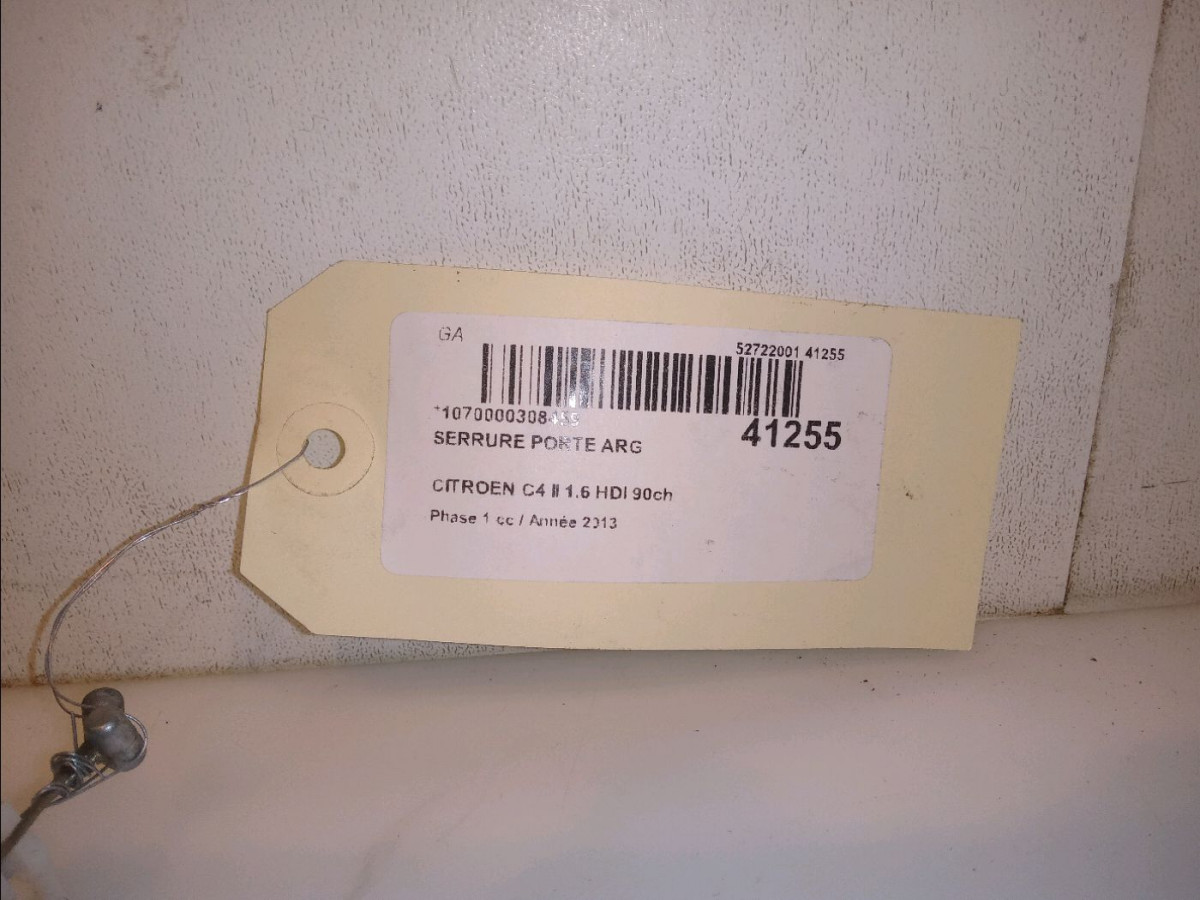 GA
52722001 41255
41255
SERRURE PORTE ARG
CITROEN C4 II 1.6 HDI 90ch
Phase 1 cc / Année 2013